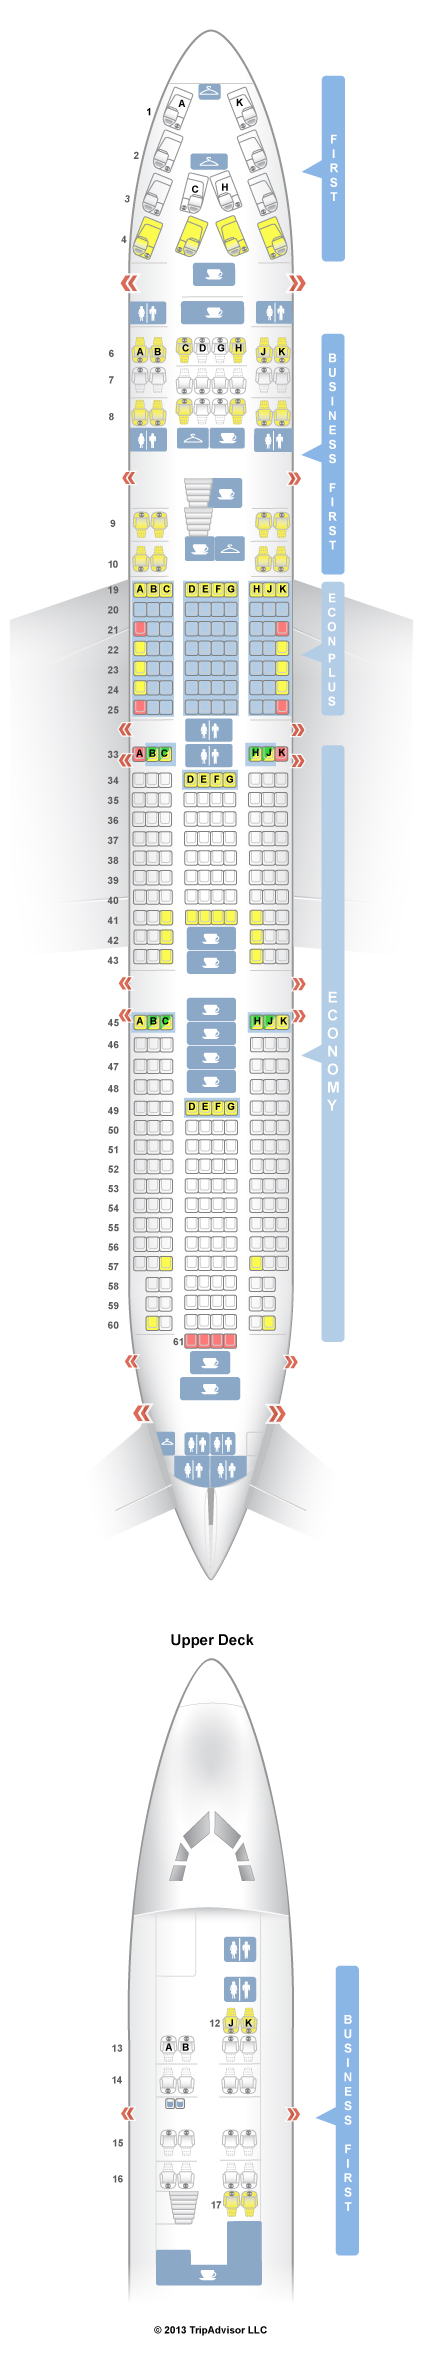 1 A K
2
3 C H
4
FIRST
6 A B C D G H J K
7
8
9
10
BUSINESS FIRST
19 A B C D E F G H J K
20
21
22
23
24
25
ECON PLUS
33 A B C H J K
34 D E F G
35
36
37
38
39
40
41
42
43
45 A B C H J K
46
47
48
49 D E F G
50
51
52
53
54
55
56
57
58
59
60
61
ECONOMY
Upper Deck
12 J K
13 A B
14
15
16
17
BUSINESS FIRST
© 2013 TripAdvisor LLC